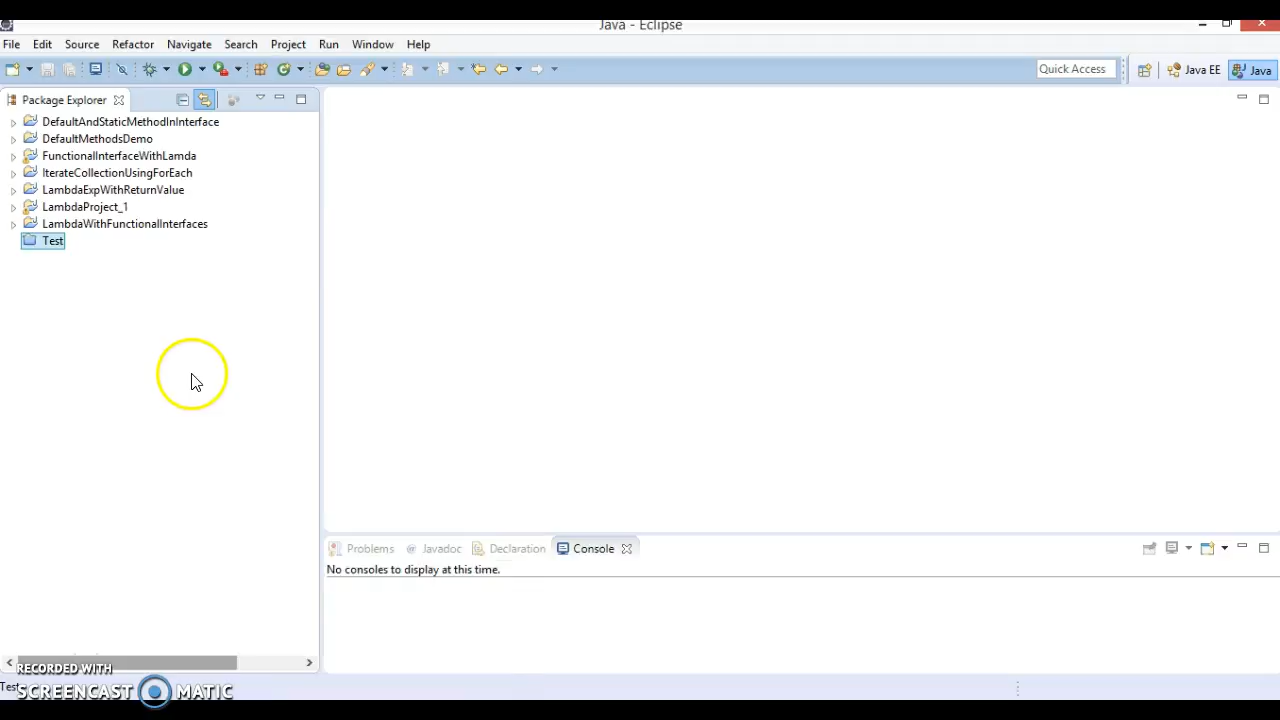 Java - Eclipse
File Edit Source Refactor Navigate Search Project Run Window Help
Quick Access Java EE Java
Package Explorer
DefaultAndStaticMethodInInterface
DefaultMethodsDemo
FunctionalInterfaceWithLamda
IterateCollectionUsingForEach
LambdaExpWithReturnValue
LambdaProject_1
LambdaWithFunctionalInterfaces
Test
Problems @ Javadoc Declaration Console
No consoles to display at this time.
RECORDED WITH
SCREENCAST MATIC
Test